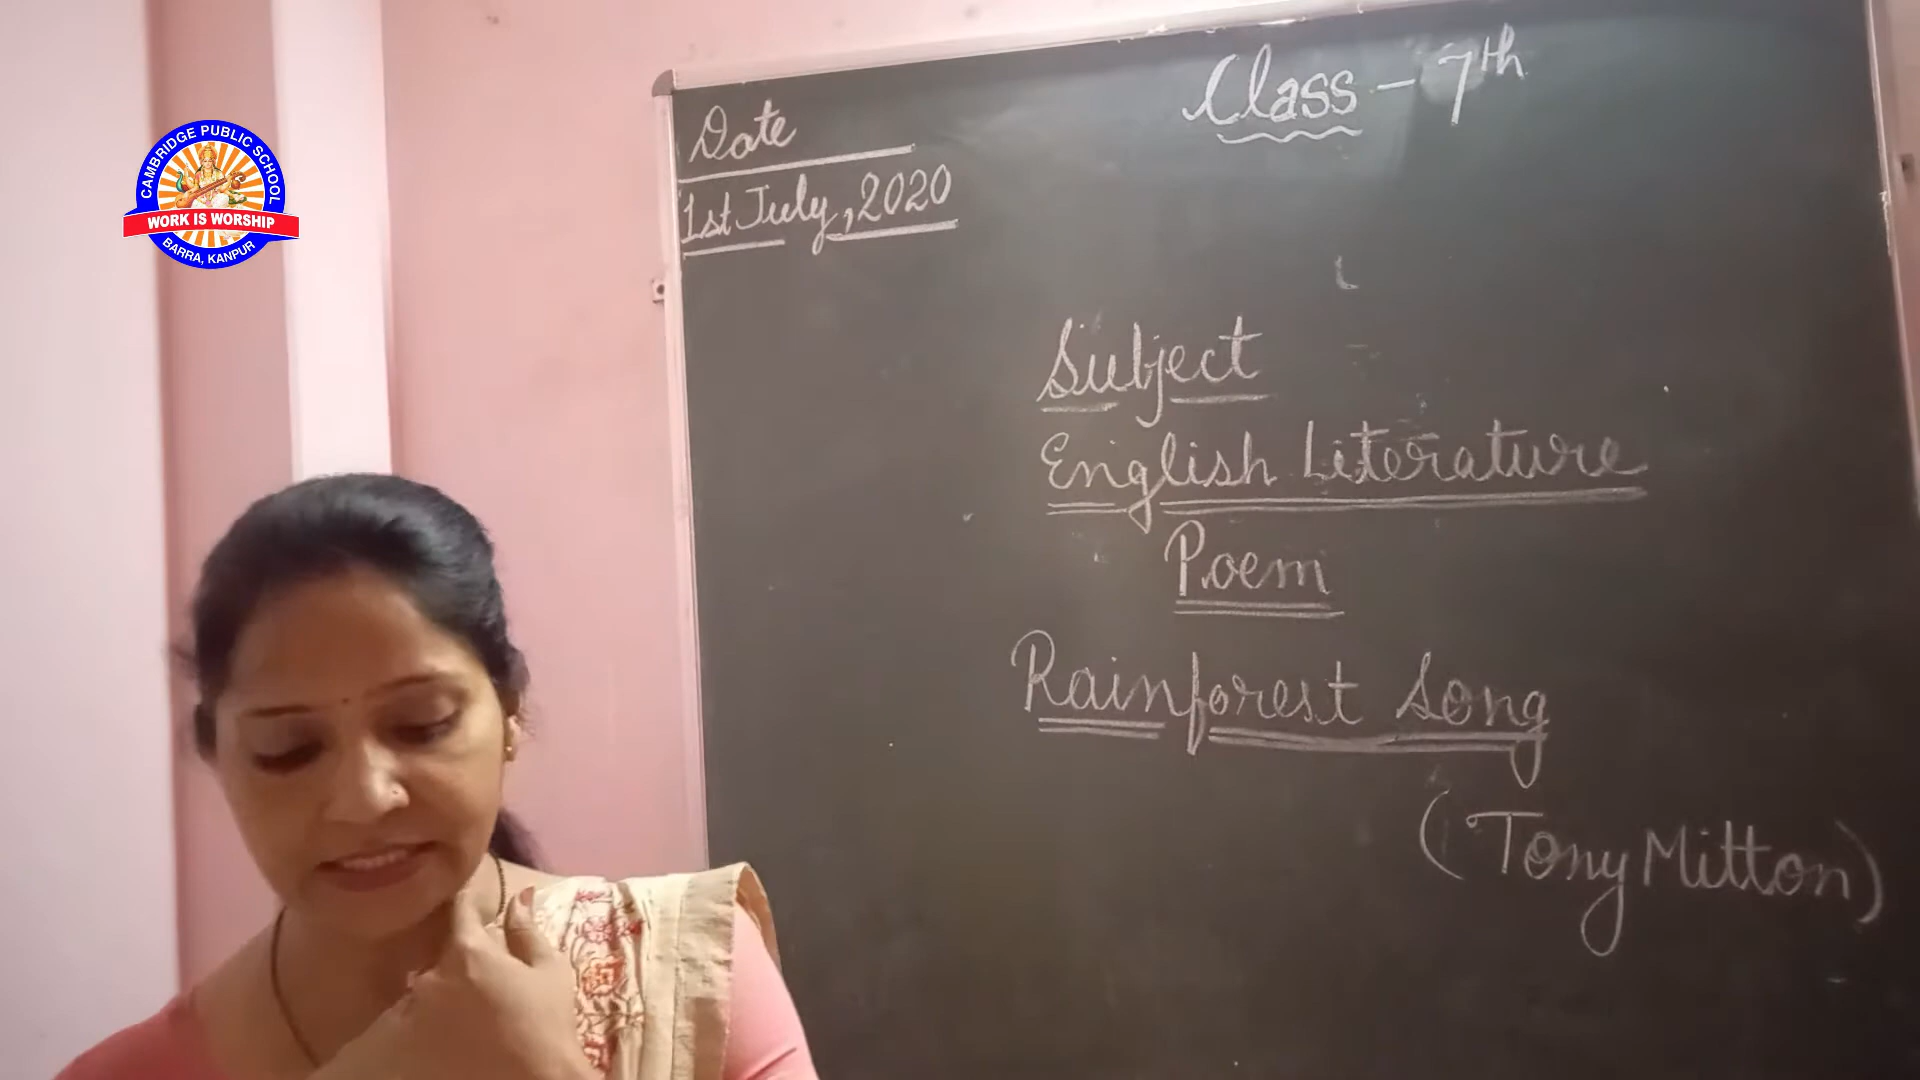 CAMBRIDGE PUBLIC SCHOOL
WORK IS WORSHIP
BARRA, KANPUR
Class - 7th
Date
1st July, 2020
Subject
English Literature
Poem
Rainforest Song
(Tony Mitton)